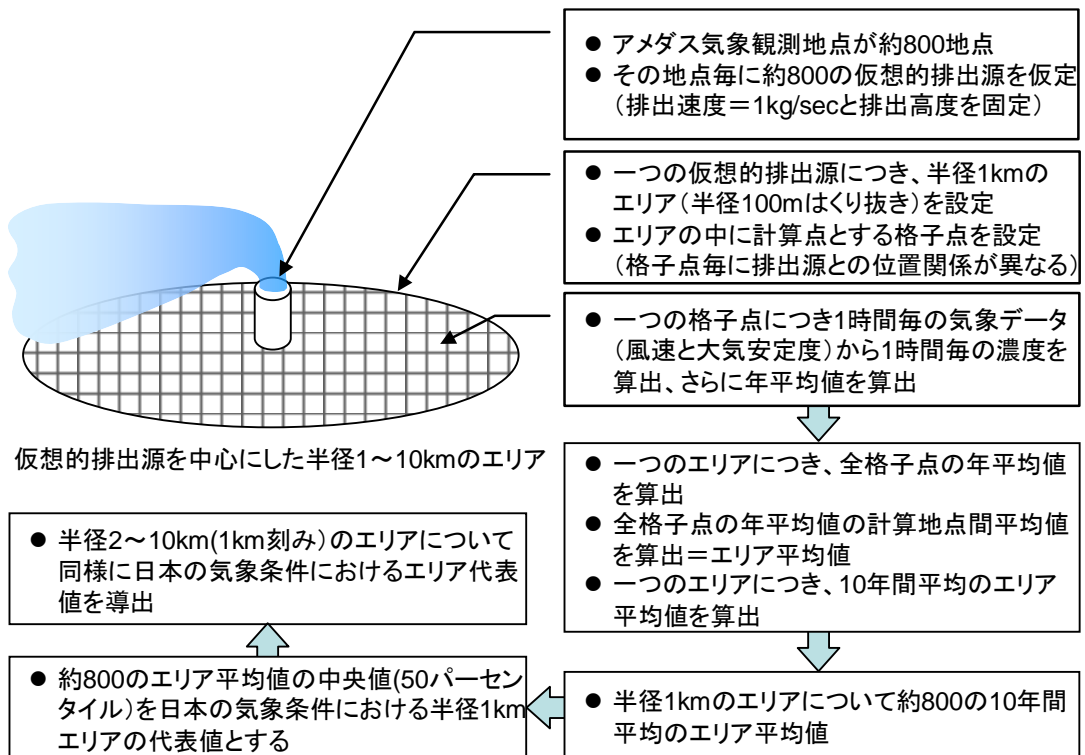 ● アメダス気象観測地点が約800地点
● その地点毎に約800の仮想的排出源を仮定
（排出速度＝1kg/secと排出高度を固定）
● 一つの仮想的排出源につき、半径1kmの
エリア（半径100mはくり抜き）を設定
● エリアの中に計算点とする格子点を設定
（格子点毎に排出源との位置関係が異なる）
● 一つの格子点につき1時間毎の気象データ
（風速と大気安定度）から1時間毎の濃度を
算出、さらに年平均値を算出
仮想的排出源を中心にした半径1～10kmのエリア
● 一つのエリアにつき、全格子点の年平均値
を算出
● 全格子点の年平均値の計算地点間平均値
を算出＝エリア平均値
● 一つのエリアにつき、10年間平均のエリア
平均値を算出
● 半径1kmのエリアについて約800の10年間
平均のエリア平均値
● 約800のエリア平均値の中央値(50パーセン
タイル）を日本の気象条件における半径1km
エリアの代表値とする
● 半径2～10km(1km刻み）のエリアについて
同様に日本の気象条件におけるエリア代表
値を導出